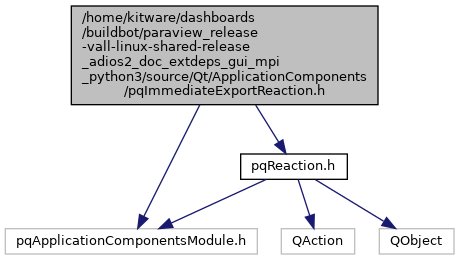 /home/kitware/dashboards
/buildbot/paraview_release
-vall-linux-shared-release
_adios2_doc_extdeps_gui_mpi
_python3/source/Qt/ApplicationComponents
/pqImmediateExportReaction.h
pqReaction.h
pqApplicationComponentsModule.h
QAction
QObject